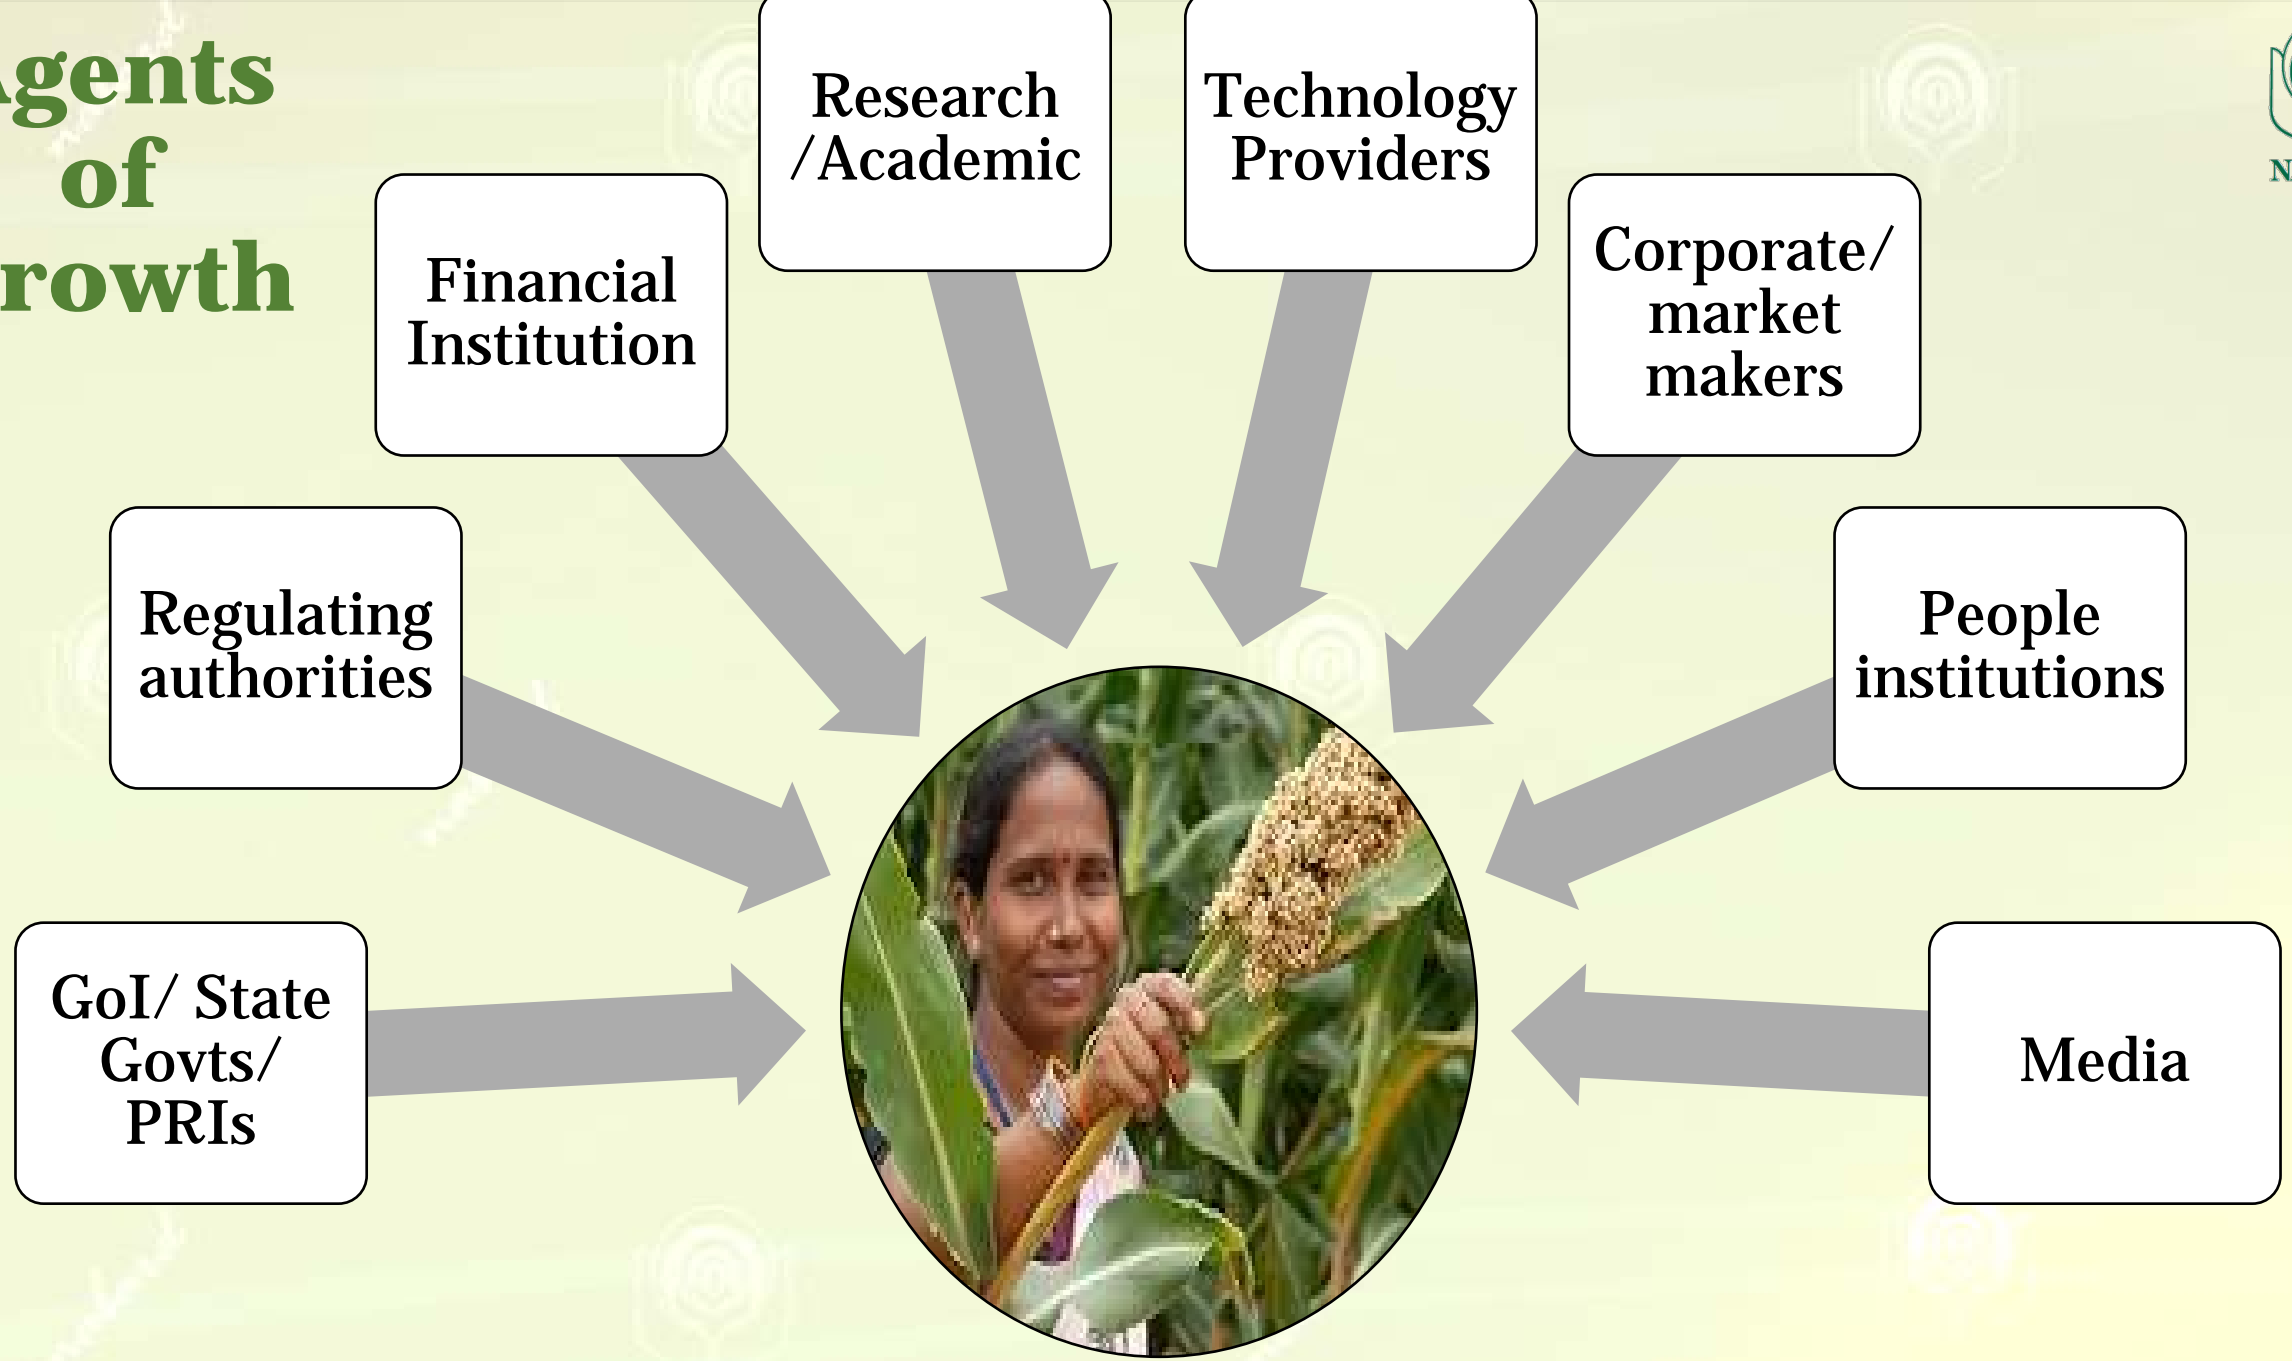 gents
of
rowth
Research
/Academic
Technology
Providers
Financial
Institution
Corporate/
market
makers
Regulating
authorities
People
institutions
GoI/ State
Govts/
PRIs
Media